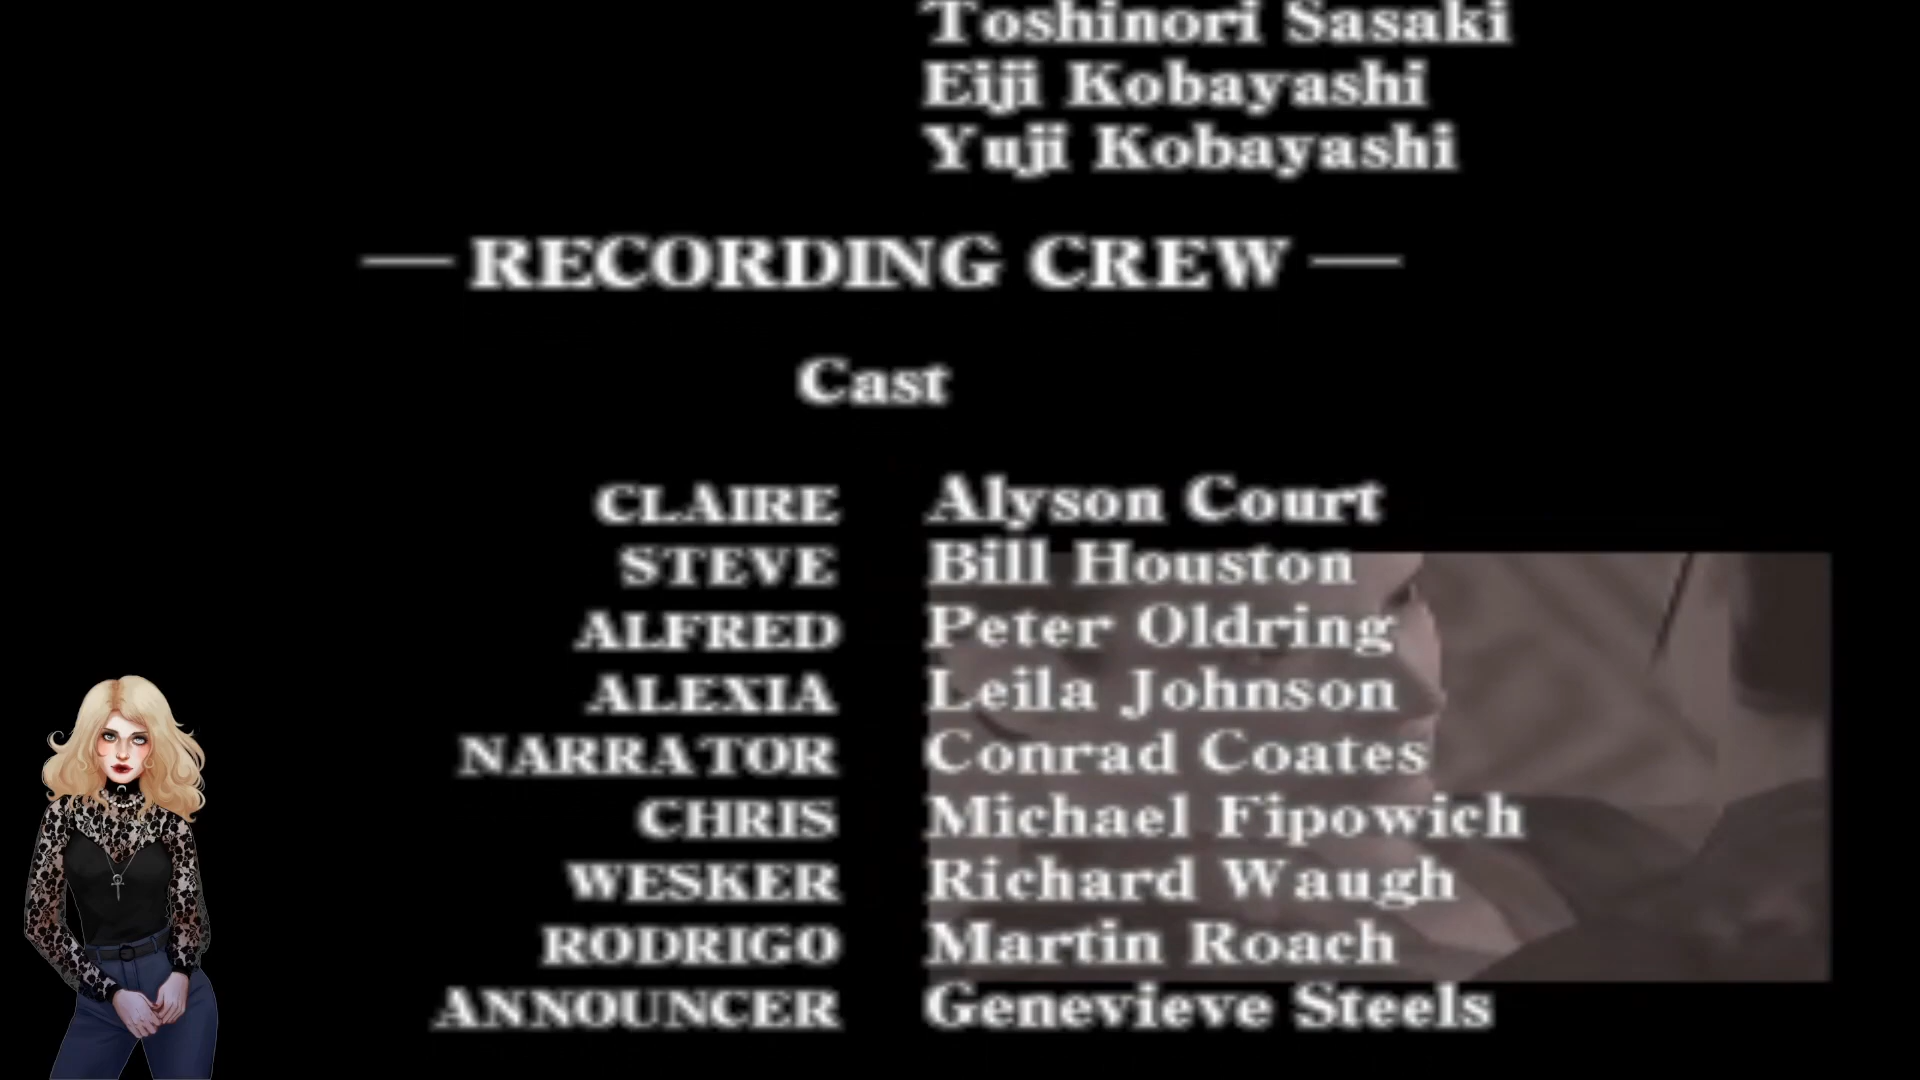 Toshinori Sasaki
Eiji Kobayashi
Yuji Kobayashi
— RECORDING CREW —
Cast
CLAIRE Alyson Court
STEVE Bill Houston
ALFRED Peter Oldring
ALEXIA Leila Johnson
NARRATOR Conrad Coates
CHRIS Michael Fipowich
WESKER Richard Waugh
RODRIGO Martin Roach
ANNOUNCER Genevieve Steels